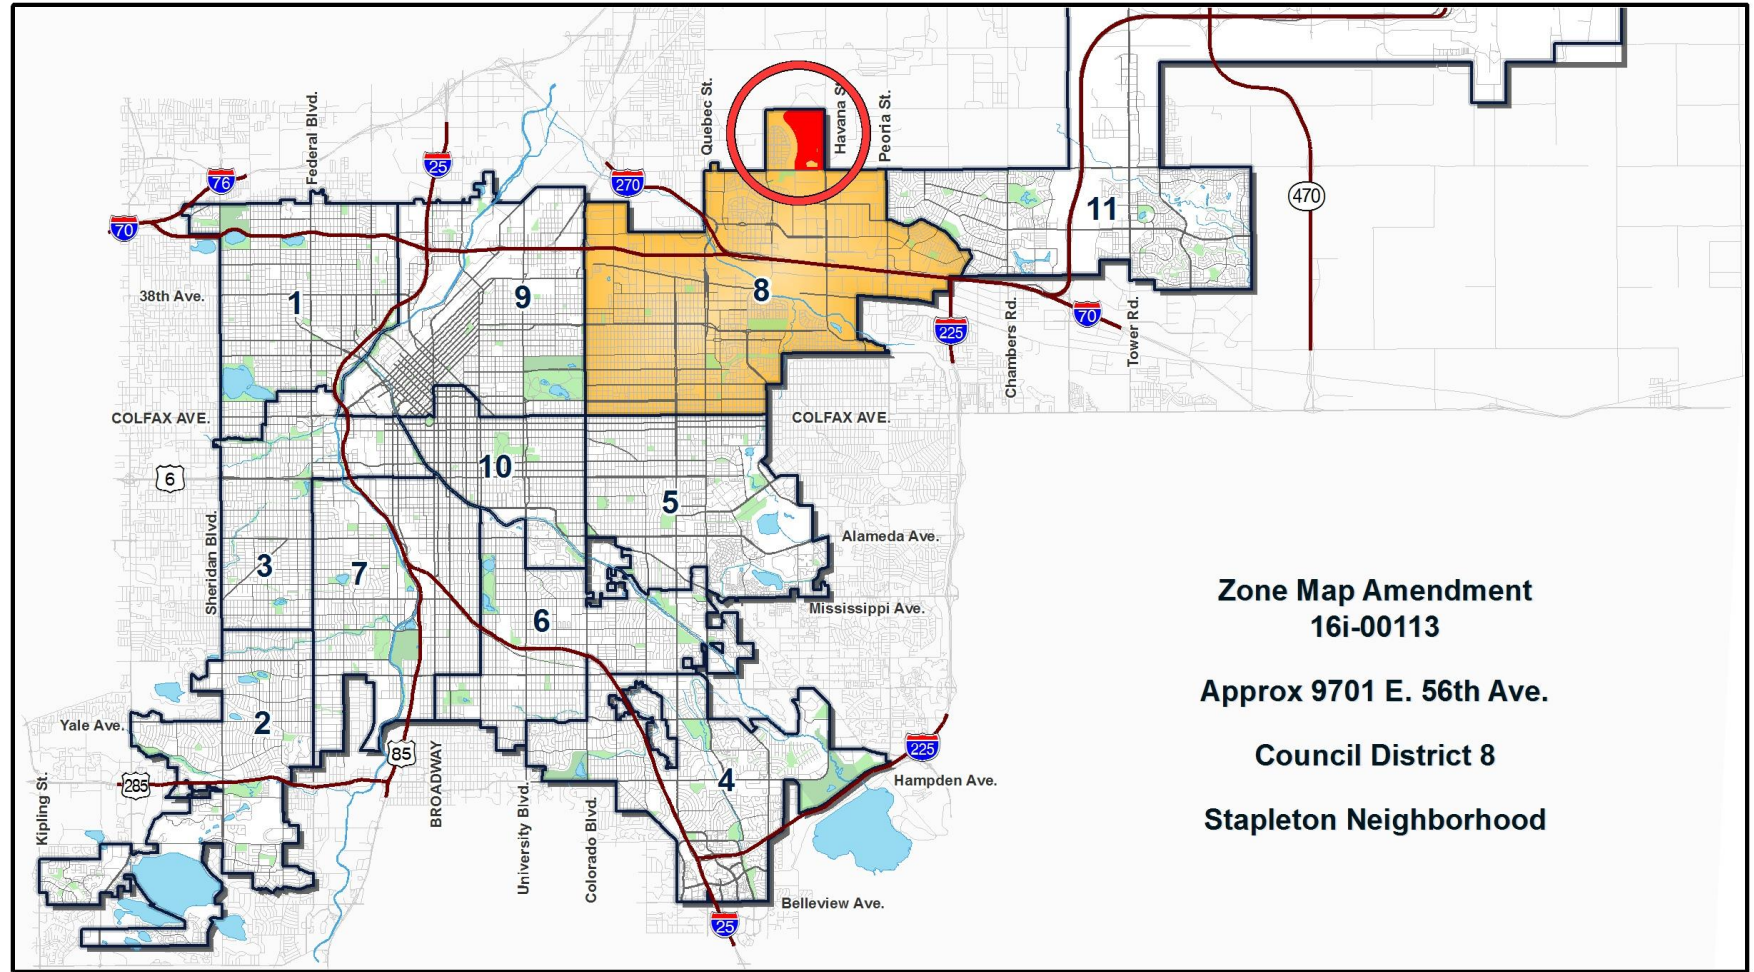 Federal Blvd.
Quebec St.
Havana St
Peoria St.
25
76
270
70
470
11
38th Ave.
1
9
8
225
70
Chambers Rd.
Tower Rd.
COLFAX AVE.
COLFAX AVE.
6
10
5
Sheridan Blvd.
3
7
6
Alameda Ave.
Mississippi Ave.
Zone Map Amendment
16i-00113
Approx 9701 E. 56th Ave.
Council District 8
Stapleton Neighborhood
Yale Ave.
2
85
285
Kipling St.
BROADWAY
University Blvd.
Colorado Blvd.
4
225
Hampden Ave.
Belleview Ave.
25